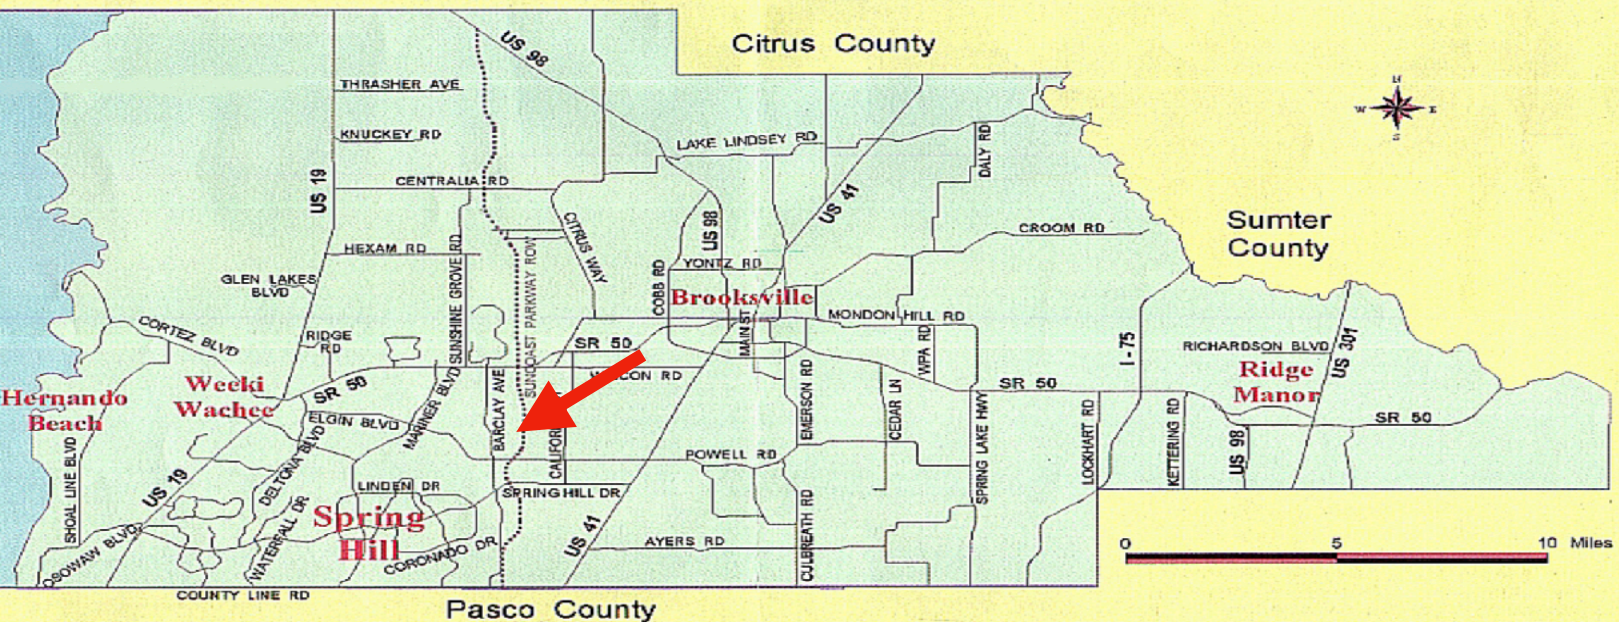 Citrus County
US 98
THRASHER AVE
N
W
E
S
KNUCKEY RD
LAKE LINDSEY RD
DALY RD
US 19
CENTRALIA RD
US 41
Sumter
County
CITRUS WAY
US 98
CROOM RD
HEXAM RD
SUNSHINE GROVE RD
SUNCOAST PARKWAY ROW
COBB RD
YONTZ RD
GLEN LAKES
BLVD
Brooksville
CORTEZ BLVD
RIDGE
RD
MAIN ST
MONDON HILL RD
WPA RD
I-75
US 301
SR 50
RICHARDSON BLVD
Ridge
Manor
Weeki
Wachee
SR 50
MARINER BLVD
BARCLAY AVE
RD
EMERSON RD
CEDAR LN
SR 50
Hernando
Beach
ELGIN BLVD
SPRING LAKE HWY
LOCKHART RD
KETTERING RD
US 98
SR 50
SHOAL LINE BLVD
US 19
DELTONA BLVD
POWELL RD
LINDEN DR
SPRING HILL DR
Spring
Hill
WATERFALL DR
CORONADO DR
US 41
AYERS RD
CULBREATH RD
OSOWAW BLVD
0 5 10 Miles
COUNTY LINE RD
Pasco County